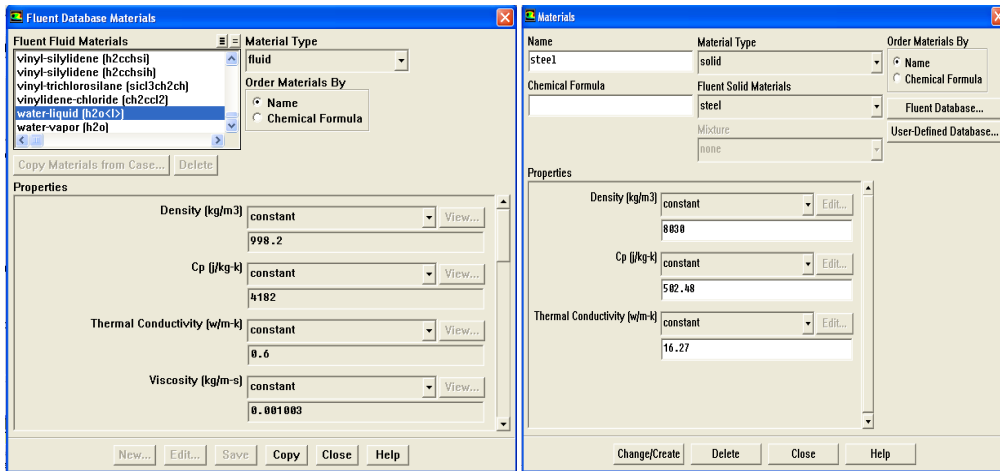 Fluent Database Materials
Fluent Fluid Materials
vinyl-silylidene (h2cchsi)
vinyl-silylidene (h2cchsih)
vinyl-trichlorosilane (sicl3ch2ch)
vinylidene-chloride (ch2ccl2)
water-liquid (h2o<l>)
water-vapor (h2o)
Material Type
fluid
Order Materials By
Name
Chemical Formula
Copy Materials from Case... Delete
Properties
Density (kg/m3) constant View...
998.2
Cp (j/kg-k) constant View...
4182
Thermal Conductivity (w/m-k) constant View...
0.6
Viscosity (kg/m-s) constant View...
0.001003
New... Edit... Save Copy Close Help
Materials
Name
steel
Chemical Formula
Material Type
solid
Fluent Solid Materials
steel
Mixture
none
Order Materials By
Name
Chemical Formula
Fluent Database...
User-Defined Database...
Properties
Density (kg/m3) constant Edit...
8030
Cp (j/kg-k) constant Edit...
502.48
Thermal Conductivity (w/m-k) constant Edit...
16.27
Change/Create Delete Close Help